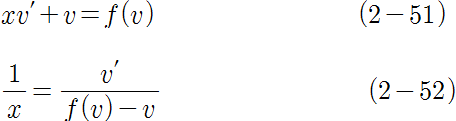 xv′ + v = f(v) (2−51)
1/x = v′/(f(v)−v) (2−52)